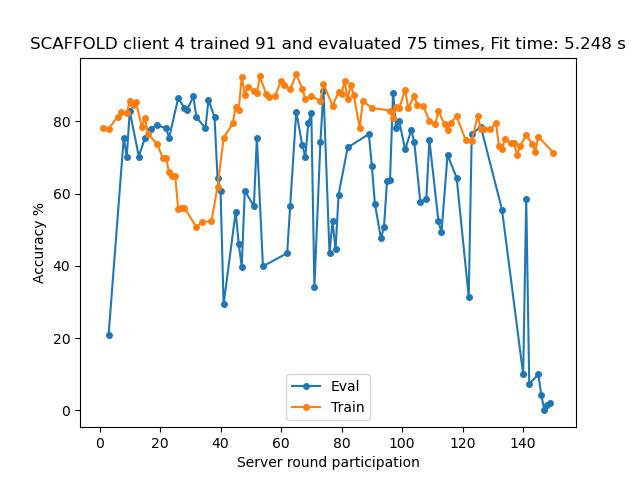 SCAFFOLD client 4 trained 91 and evaluated 75 times, Fit time: 5.248 s
Accuracy %
80
60
40
20
0
Eval
Train
0 20 40 60 80 100 120 140
Server round participation